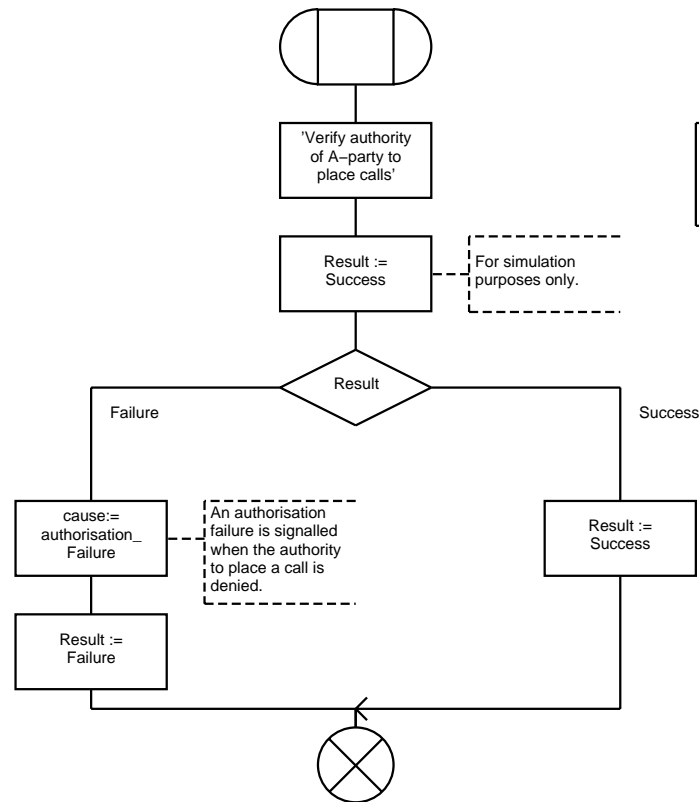 ’Verify authority
of A−party to
place calls’
Result :=
Success
For simulation
purposes only.
Result
Failure
Success
cause:=
authorisation_
Failure
An authorisation
failure is signalled
when the authority
to place a call is
denied.
Result :=
Success
Result :=
Failure